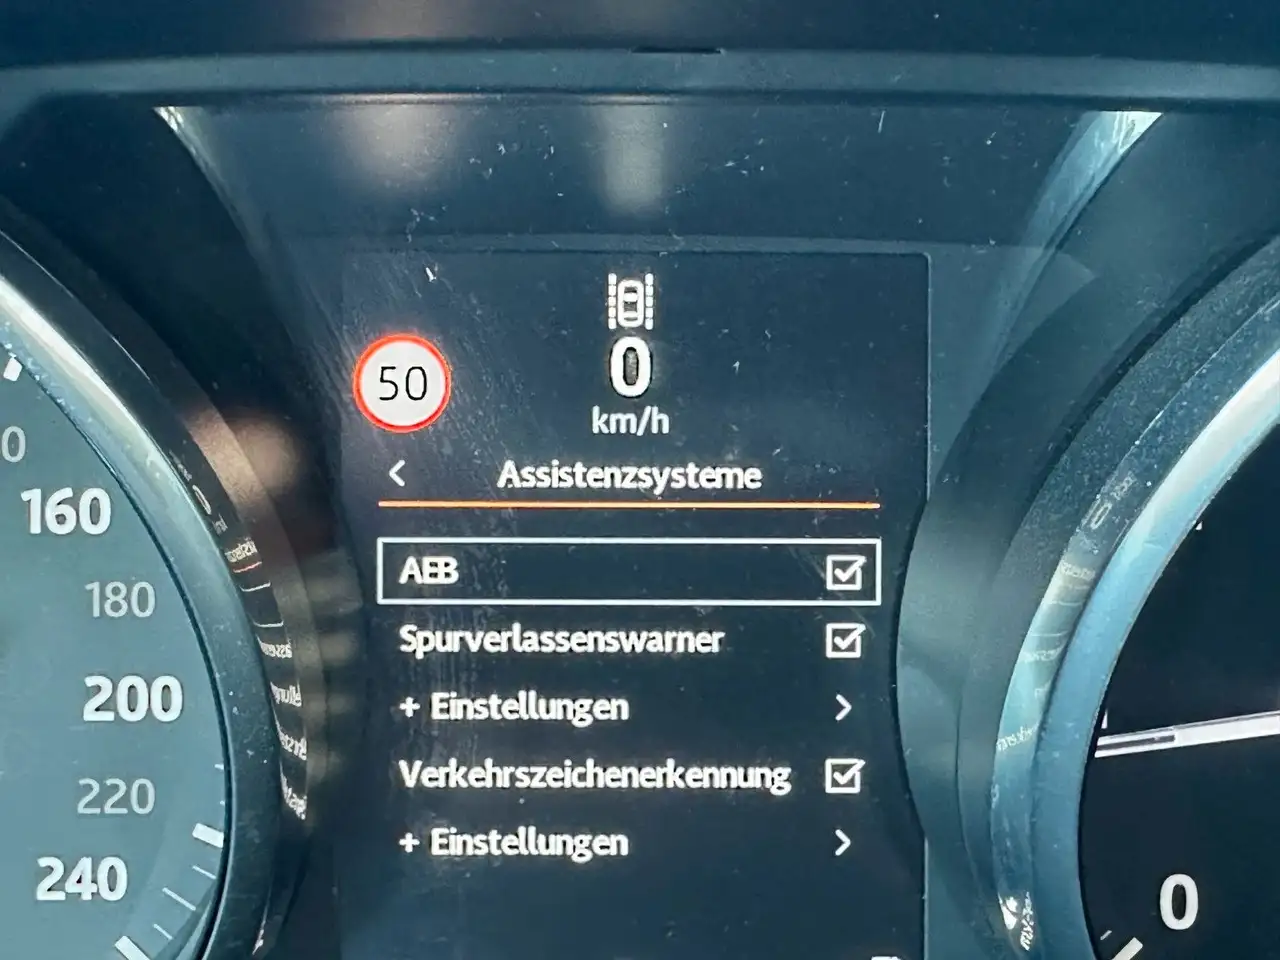 50
0
km/h
Assistenzsysteme
AEB
Spurverlassenswarner
+ Einstellungen
Verkehrszeichenerkennung
+ Einstellungen
160
180
200
220
240
0